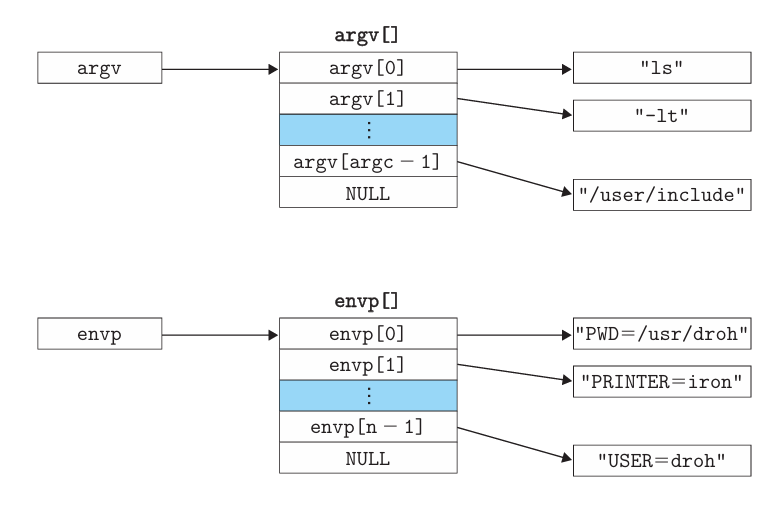 argv[]
argv
argv[0]
"ls"
argv[1]
"-lt"
⋮
argv[argc − 1]
"/user/include"
NULL
envp[]
envp
envp[0]
"PWD=/usr/droh"
envp[1]
"PRINTER=iron"
⋮
envp[n − 1]
"USER=droh"
NULL